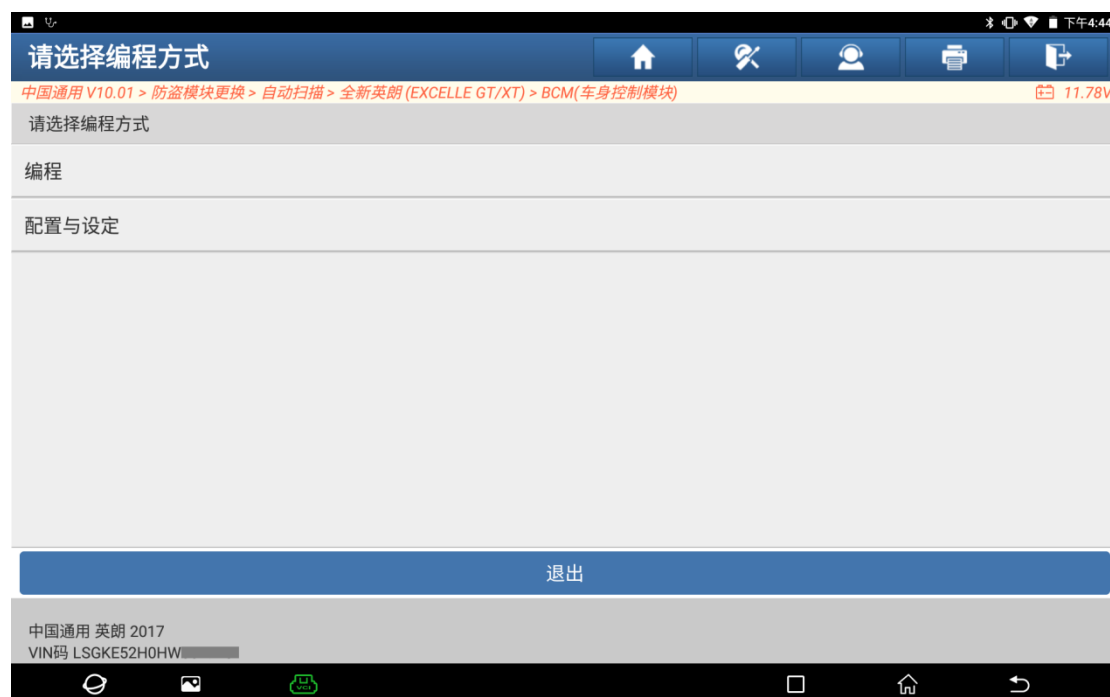 下午4:44
请选择编程方式
中国通用 V10.01 > 防盗模块更换 > 自动扫描 > 全新英朗 (EXCELLE GT/XT) > BCM(车身控制模块)
11.78V
请选择编程方式
编程
配置与设定
退出
中国通用 英朗 2017
VIN码 LSGKE52H0HW
VCI